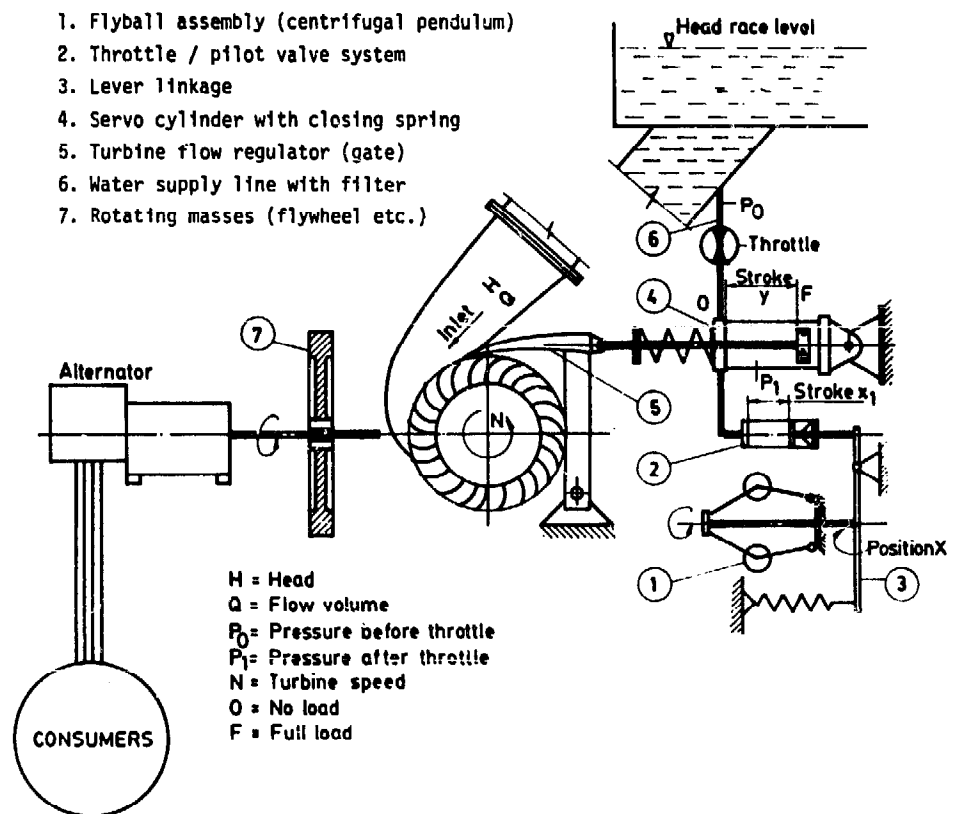 1. Flyball assembly (centrifugal pendulum)
2. Throttle / pilot valve system
3. Lever linkage
4. Servo cylinder with closing spring
5. Turbine flow regulator (gate)
6. Water supply line with filter
7. Rotating masses (flywheel etc.)
Head race level
P0
6
Throttle
Stroke
y
O
F
4
Inlet
H
Q
7
Alternator
5
P1
Stroke x1
N
2
1
Position X
3
H = Head
Q = Flow volume
P0= Pressure before throttle
P1= Pressure after throttle
N = Turbine speed
O = No load
F = Full load
CONSUMERS